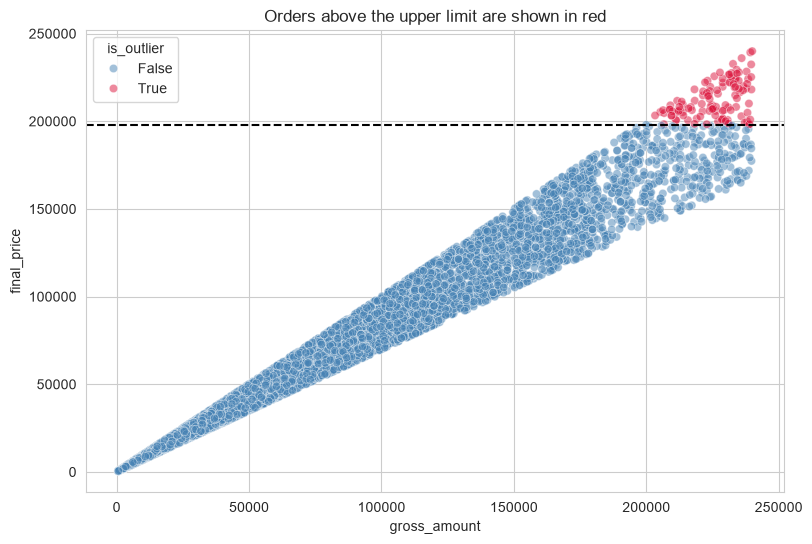 Orders above the upper limit are shown in red
is_outlier
False
True
250000
200000
150000
100000
50000
0
final_price
0 50000 100000 150000 200000 250000
gross_amount